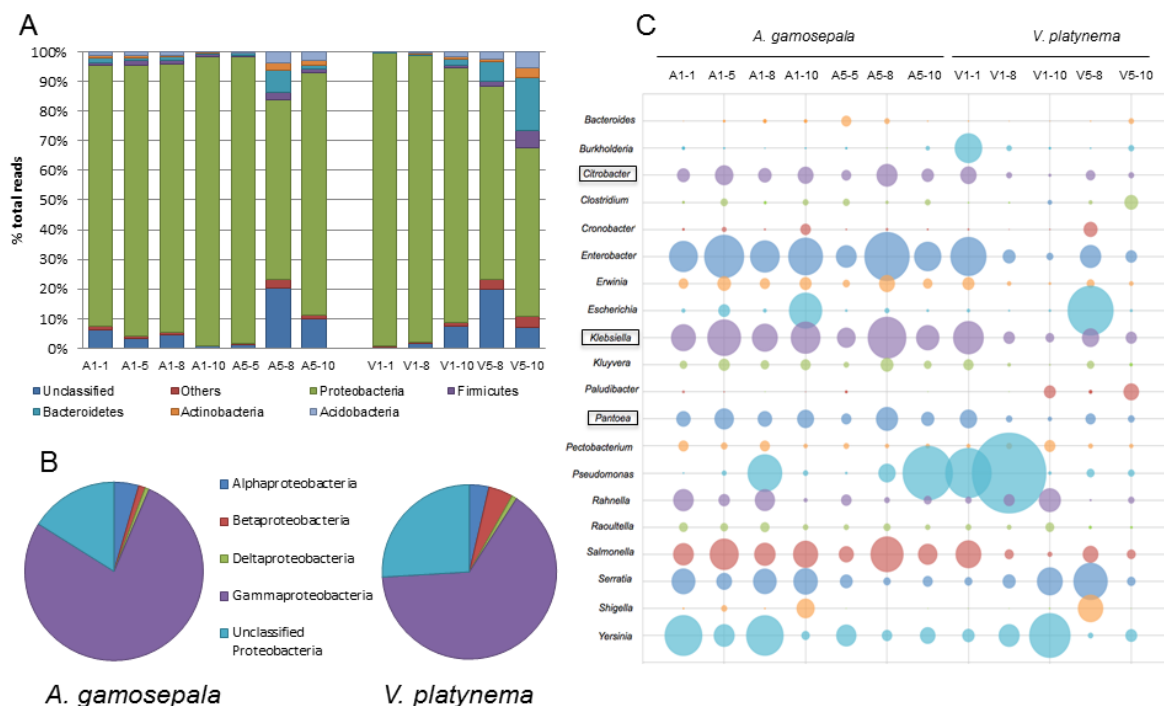 A
100%
90%
80%
70%
60%
50%
40%
30%
20%
10%
0%
% total reads
A1-1 A1-5 A1-8 A1-10 A5-5 A5-8 A5-10 V1-1 V1-8 V1-10 V5-8 V5-10
Unclassified Others Proteobacteria Firmicutes
Bacteroidetes Actinobacteria Acidobacteria
B
Alphaproteobacteria
Betaproteobacteria
Deltaproteobacteria
Gammaproteobacteria
Unclassified
Proteobacteria
A. gamosepala V. platynema
C
A. gamosepala V. platynema
A1-1 A1-5 A1-8 A1-10 A5-5 A5-8 A5-10 V1-1 V1-8 V1-10 V5-8 V5-10
Bacteroides
Burkholderia
Citrobacter
Clostridium
Cronobacter
Enterobacter
Erwinia
Escherichia
Klebsiella
Kluyvera
Paludibacter
Pantoea
Pectobacterium
Pseudomonas
Rahnella
Raoultella
Salmonella
Serratia
Shigella
Yersinia